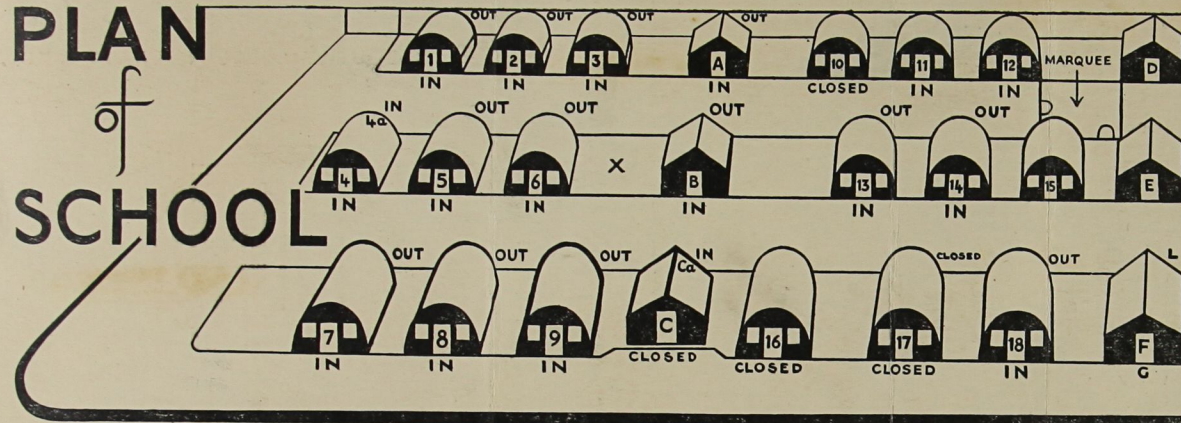 PLAN
of
SCHOOL
OUT OUT OUT OUT
1 2 3 A 10 11 12 MARQUEE D
IN IN IN IN CLOSED IN IN
IN OUT OUT OUT OUT OUT
4a
4 5 6 X B 13 14 15 E
IN IN IN IN IN IN
OUT OUT OUT IN CLOSED OUT L
Ca
7 8 9 C 16 17 18 F
IN IN IN CLOSED CLOSED CLOSED IN G